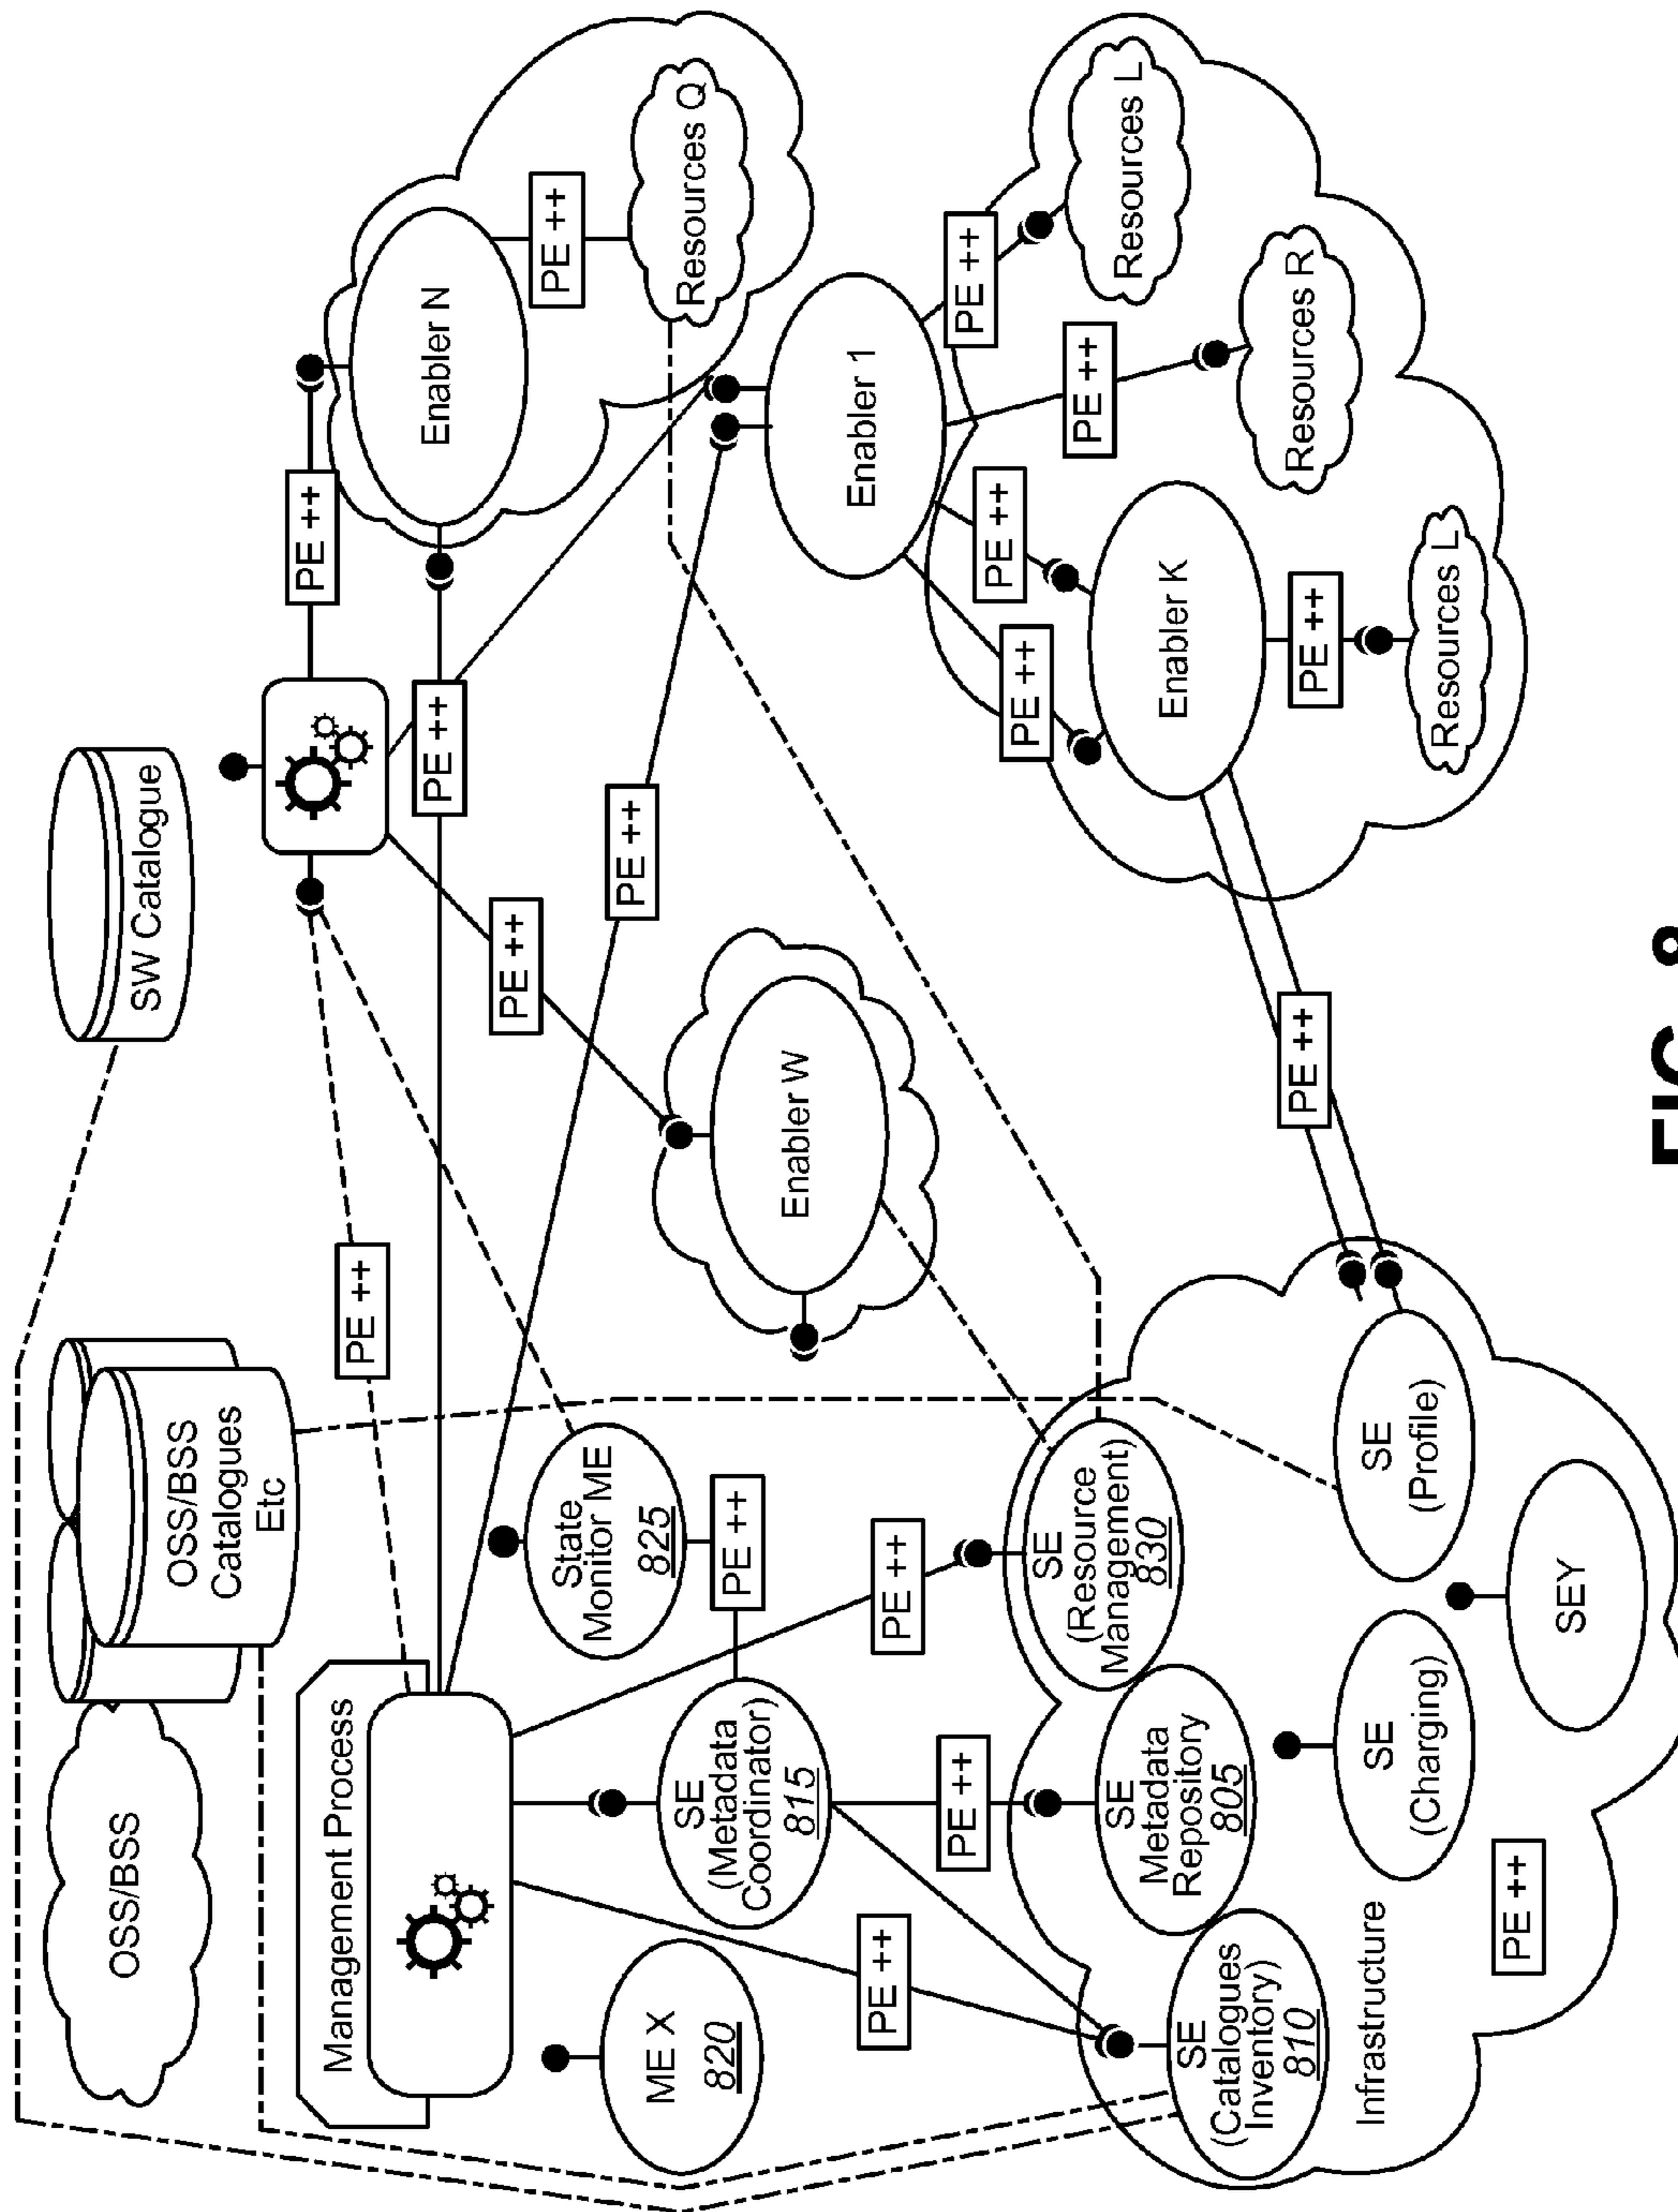 OSS/BSS
OSS/BSS
Catalogues
Etc
SW Catalogue
Management Process
PE ++
PE ++
PE ++
Enabler N
PE ++
Resources Q
PE ++
PE ++
ME X
820
SE
(Metadata
Coordinator)
815
State
Monitor ME
825
PE ++
Enabler W
Enabler 1
PE ++
PE ++
PE ++
PE ++
PE ++
PE ++
PE ++
Resources L
SE
(Catalogues
Inventory)
810
SE
Metadata
Repository
805
SE
(Resource
Management)
830
Enabler K
Resources R
PE ++
PE ++
Resources L
Infrastructure
SE
(Charging)
SE
(Profile)
PE ++
SEY
FIG. 8